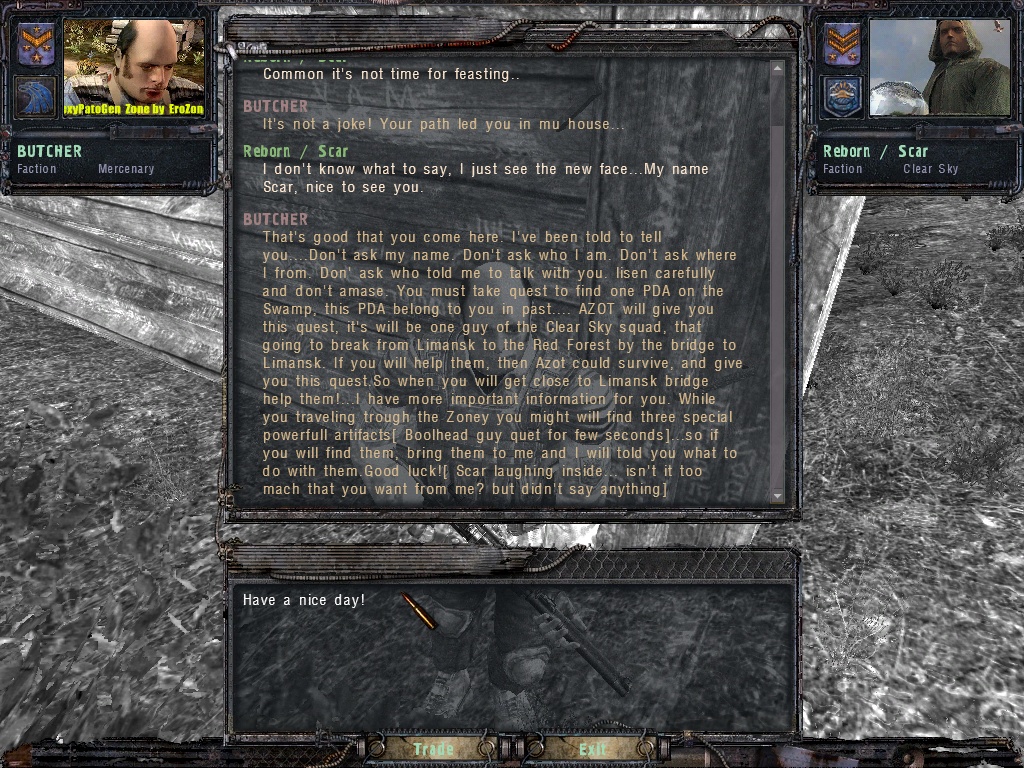 xyPatoGen Zone by EroZon
BUTCHER
Faction Mercenary
Common it's not time for feasting..
BUTCHER
It's not a joke! Your path led you in mu house...
Reborn / Scar
I don't know what to say, I just see the new face...My name
Scar, nice to see you.
BUTCHER
That's good that you come here. I've been told to tell
you....Don't ask my name. Don't ask who I am. Don't ask where
I from. Don' ask who told me to talk with you. lisen carefully
and don't amase. You must take quest to find one PDA on the
Swamp, this PDA belong to you in past.... AZOT will give you
this quest, it's will be one guy of the Clear Sky squad, that
going to break from Limansk to the Red Forest by the bridge to
Limansk. If you will help them, then Azot could survive, and give
you this quest.So when you will get close to Limansk bridge
help them!...I have more important information for you. While
you traveling trough the Zoney you might will find three special
powerfull artifacts[ Boolhead guy quet for few seconds]...so if
you will find them, bring them to me and I will told you what to
do with them.Good luck![ Scar laughing inside... isn't it too
mach that you want from me? but didn't say anything]
Have a nice day!
Trade
Exit
Reborn / Scar
Faction Clear Sky